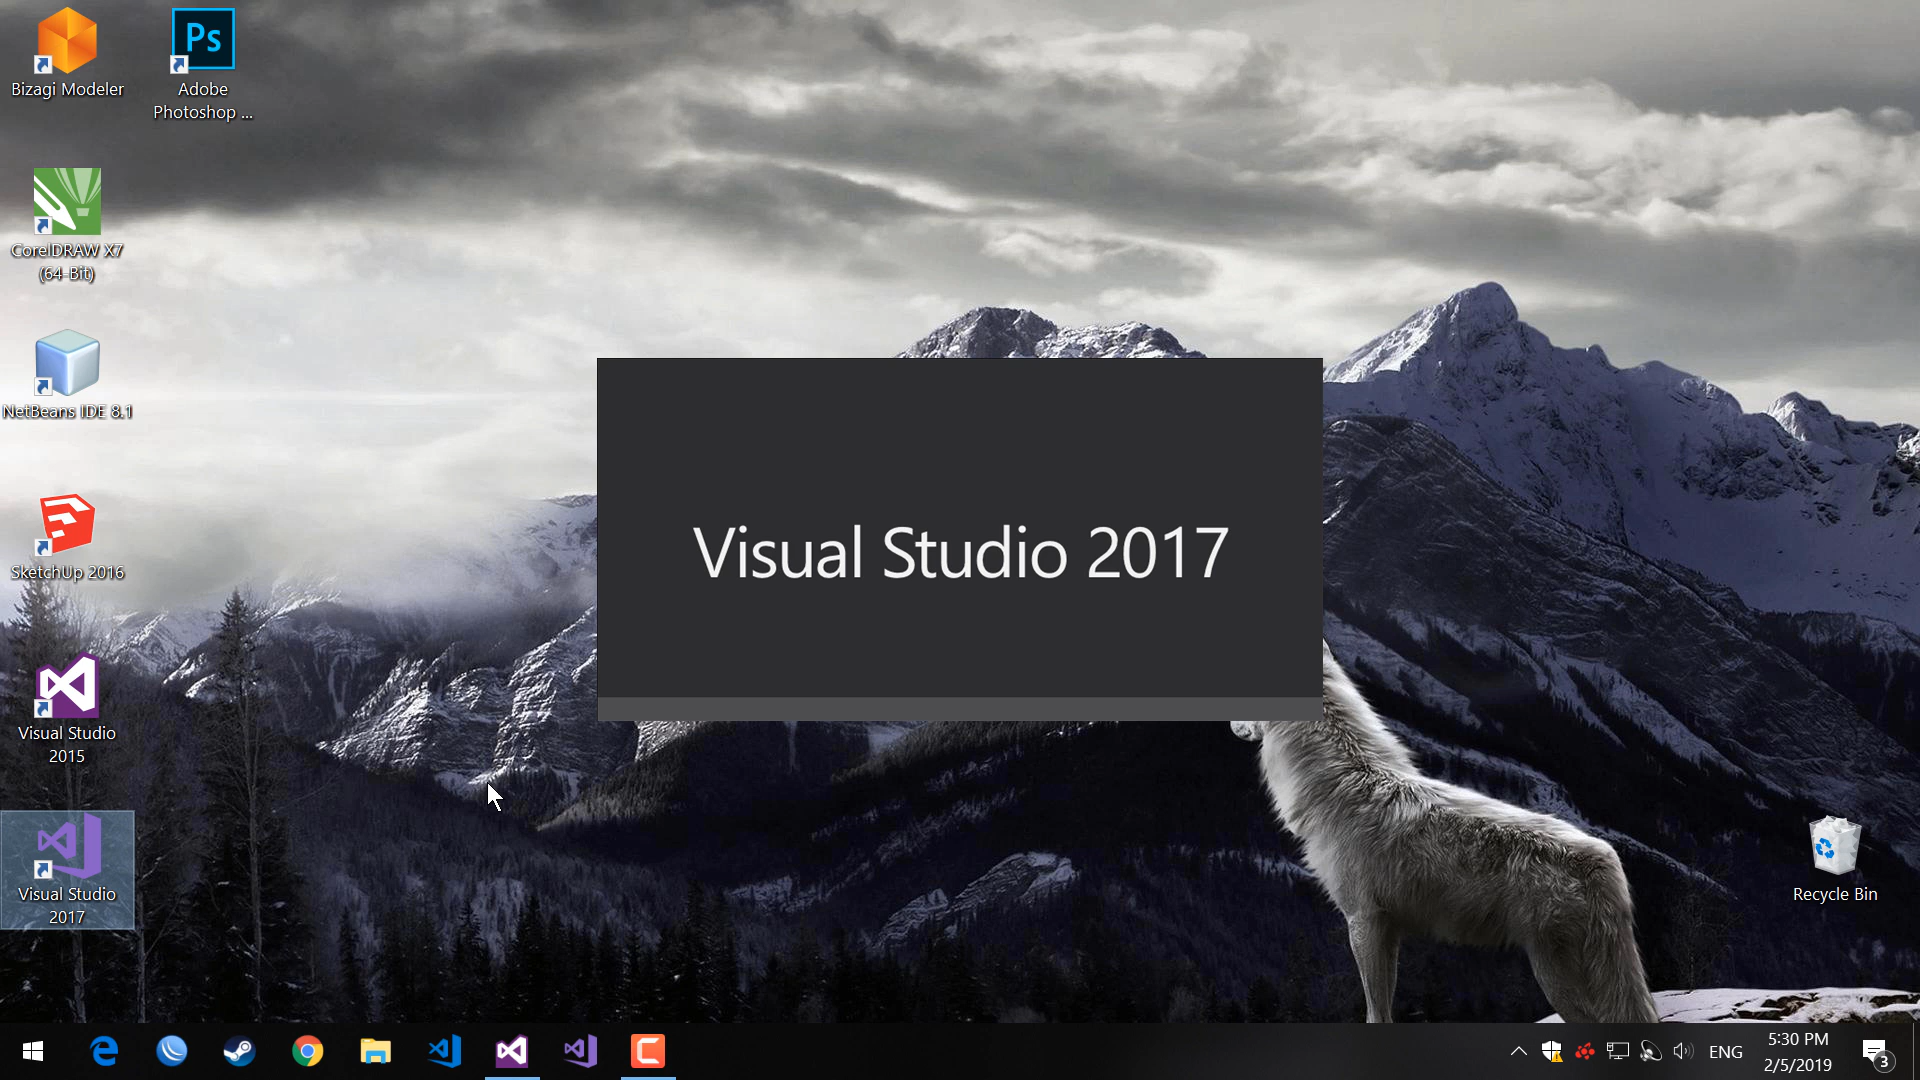 Bizagi Modeler
Ps
Adobe
Photoshop ...
CorelDRAW X7
(64-Bit)
NetBeans IDE 8.1
SketchUp 2016
Visual Studio
2015
Visual Studio
2017
Visual Studio 2017
Recycle Bin
ENG
5:30 PM
2/5/2019
3